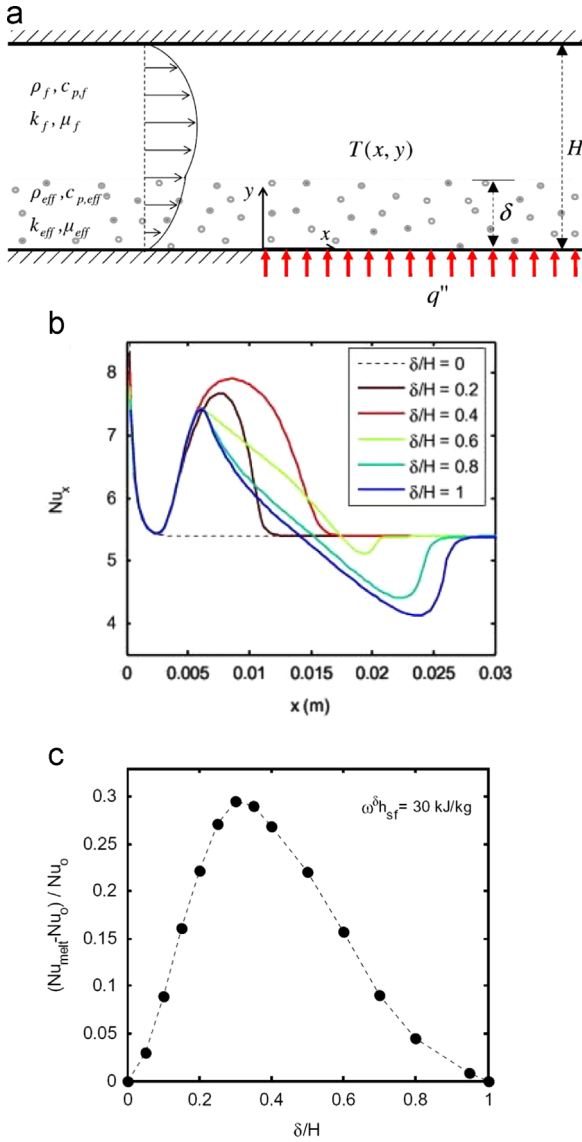 a
ρf, cp,f
kf, μf
T(x, y)
H
ρeff, cp,eff
y
δ
keff, μeff
x
q''
b
δ/H = 0
δ/H = 0.2
δ/H = 0.4
δ/H = 0.6
δ/H = 0.8
δ/H = 1
8
7
6
5
4
Nux
0 0.005 0.01 0.015 0.02 0.025 0.03
x (m)
c
ωδhsf= 30 kJ/kg
0.3
0.25
0.2
0.15
0.1
0.05
0
(Numelt-Nuo) / Nuo
0 0.2 0.4 0.6 0.8 1
δ/H